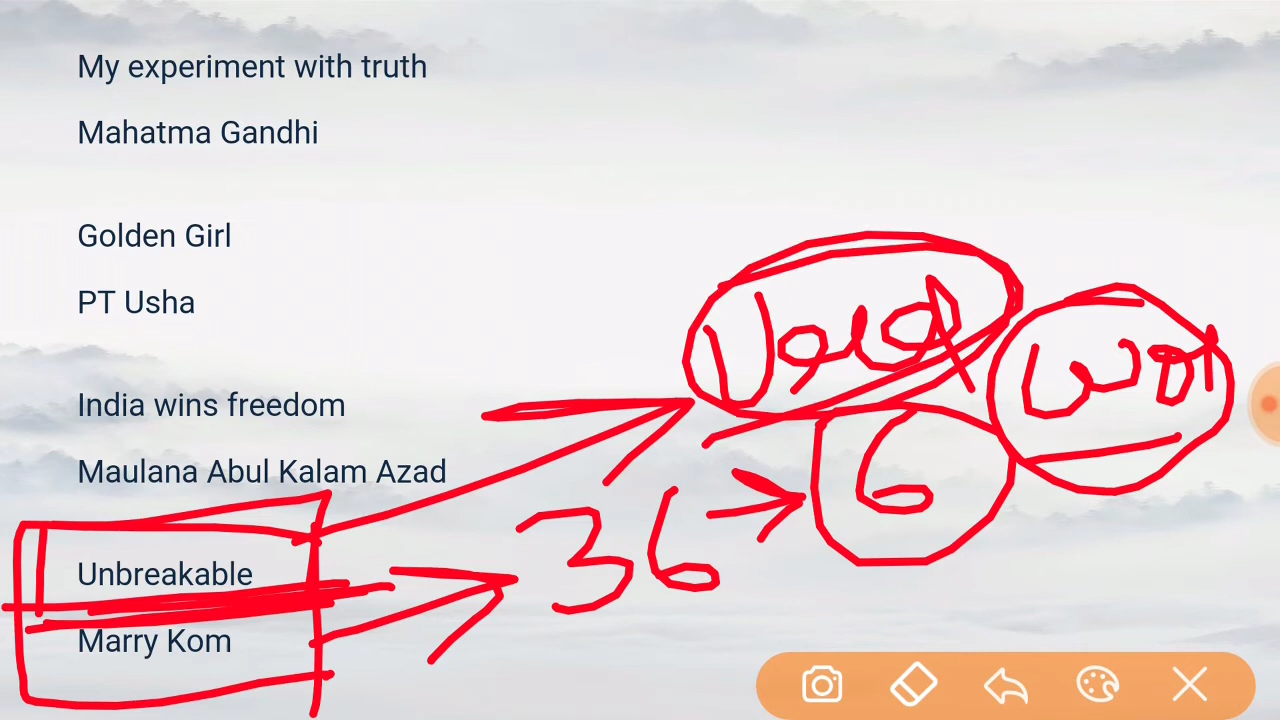 My experiment with truth
Mahatma Gandhi
Golden Girl
PT Usha
India wins freedom
Maulana Abul Kalam Azad
Unbreakable
Marry Kom
36
6